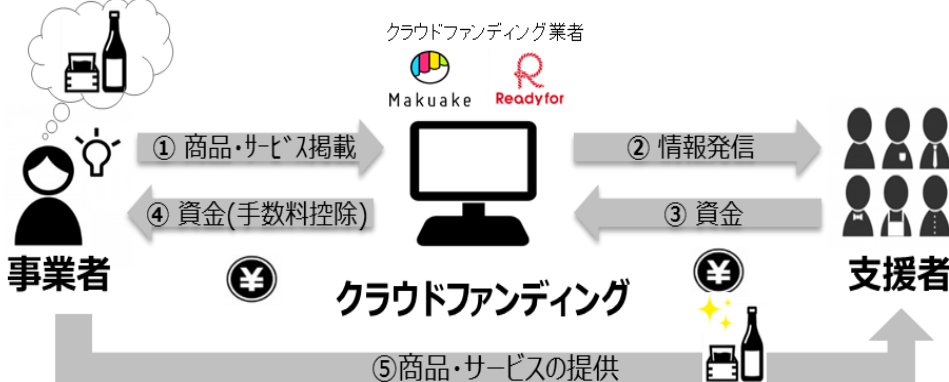 クラウドファンディング業者
Makuake
Readyfor
① 商品・ｻｰﾋﾞｽ掲載
② 情報発信
④ 資金(手数料控除)
③ 資金
事業者
¥
クラウドファンディング
¥
支援者
⑤商品・サービスの提供